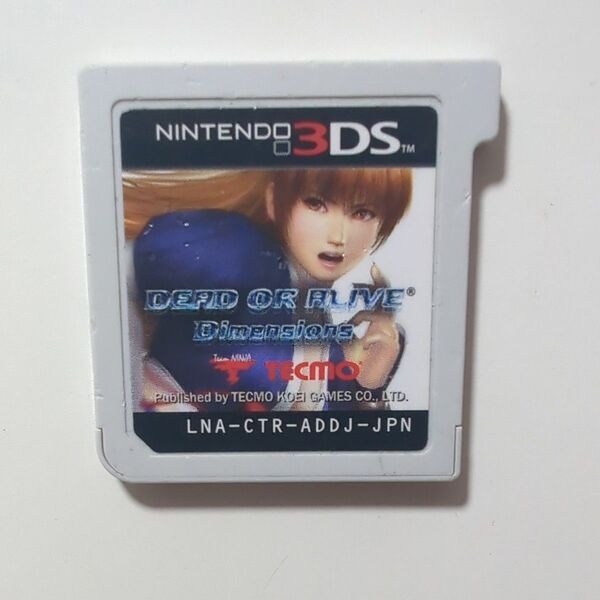 NINTENDO 3DS™
DEAD OR ALIVE®
Dimensions
Team NINJA TECMO
Published by TECMO KOEI GAMES CO., LTD.
LNA-CTR-ADDJ-JPN